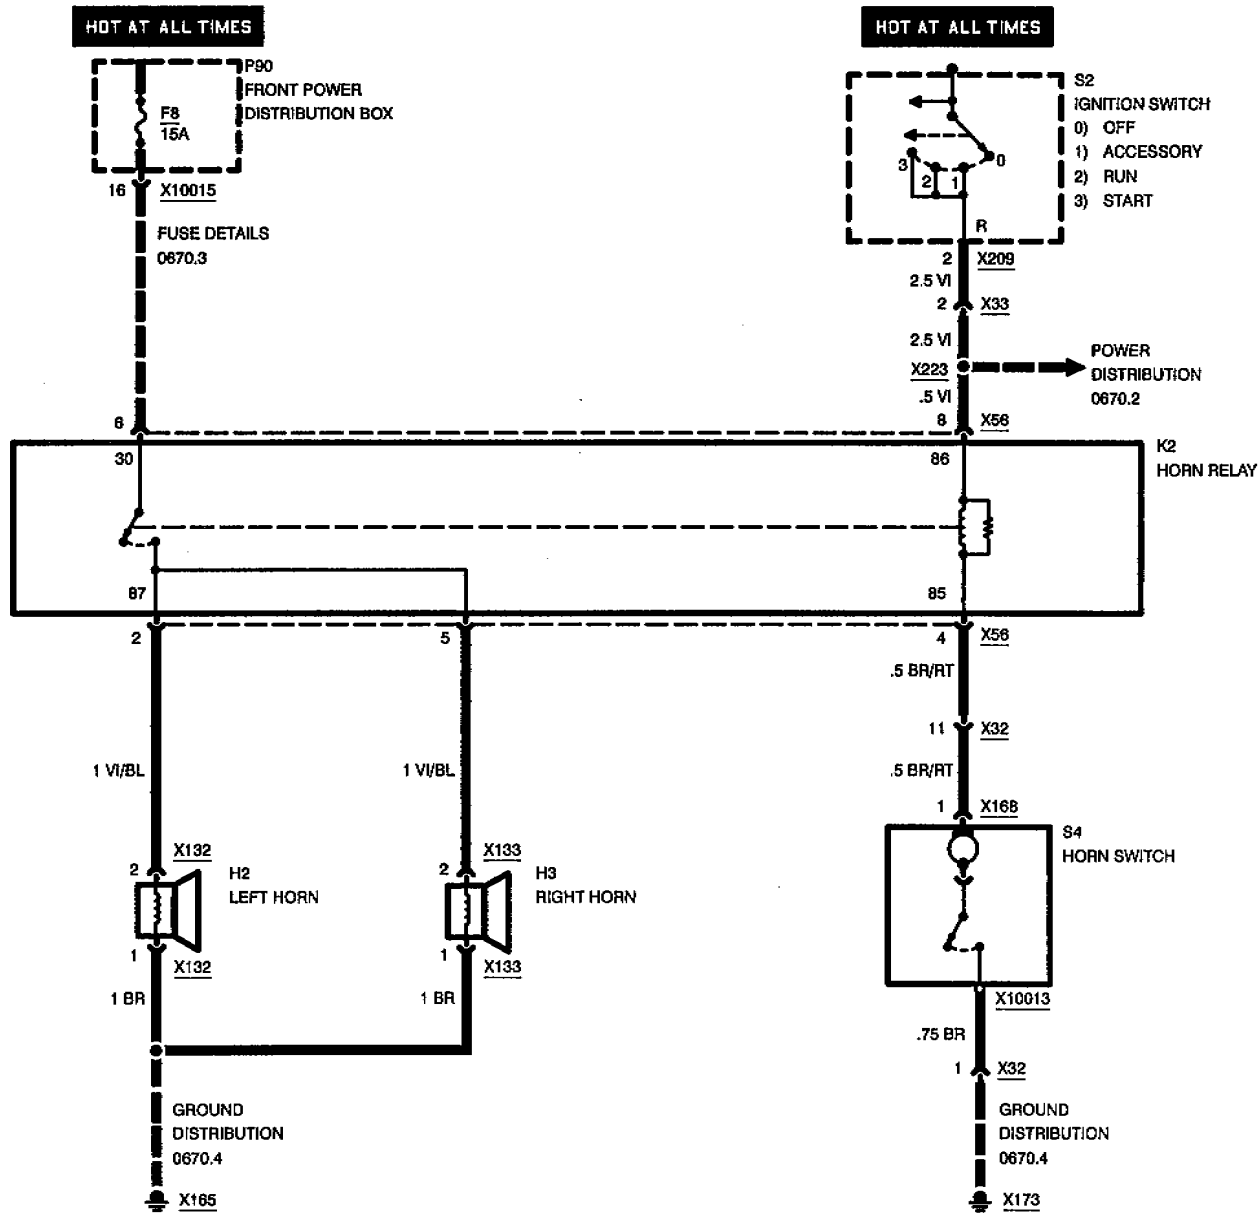 HOT AT ALL TIMES
HOT AT ALL TIMES
P90
FRONT POWER
DISTRIBUTION BOX
F8
15A
16 X10015
FUSE DETAILS
0670.3
S2
IGNITION SWITCH
0) OFF
1) ACCESSORY
2) RUN
3) START
3
2
1
0
R
2 X209
2.5 VI
2 X33
2.5 VI
X223
POWER
DISTRIBUTION
0670.2
.5 VI
6
8 X56
30
86
K2
HORN RELAY
87
85
2
5
4 X56
.5 BR/RT
11 X32
1 VI/BL
1 VI/BL
.5 BR/RT
1 X168
S4
HORN SWITCH
X132
2
H2
LEFT HORN
X133
2
H3
RIGHT HORN
1
X132
1
X133
1 BR
1 BR
X10013
.75 BR
1 X32
GROUND
DISTRIBUTION
0670.4
GROUND
DISTRIBUTION
0670.4
X165
X173